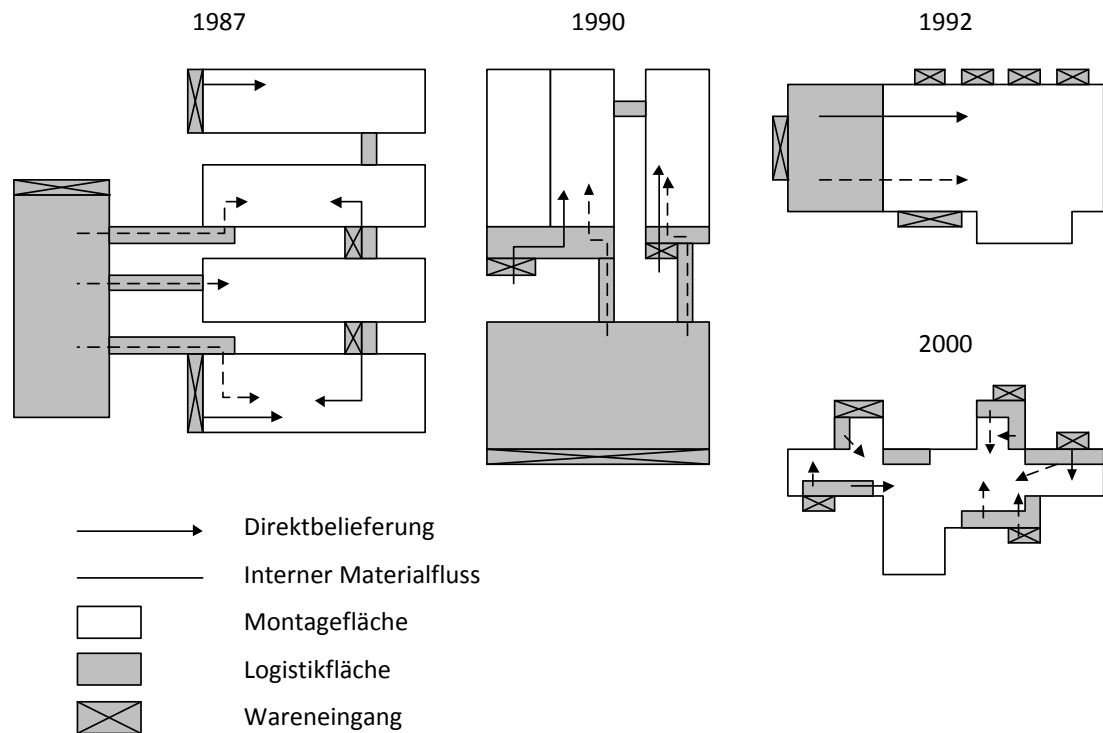 1987
1990
1992
2000
Direktbelieferung
Interner Materialfluss
Montagefläche
Logistikfläche
Wareneingang